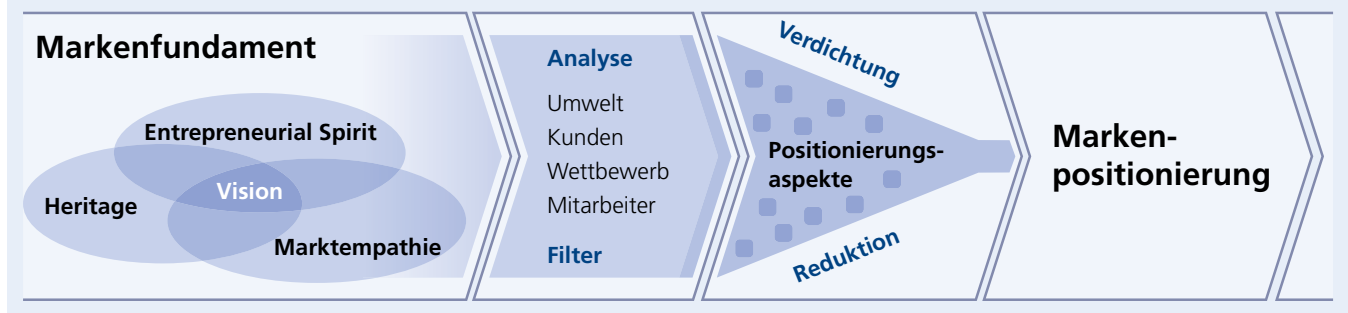 Markenfundament
Entrepreneurial Spirit
Vision
Heritage
Marktempathie
Analyse
Umwelt
Kunden
Wettbewerb
Mitarbeiter
Filter
Verdichtung
Positionierungs-
aspekte
Reduktion
Marken-
positionierung